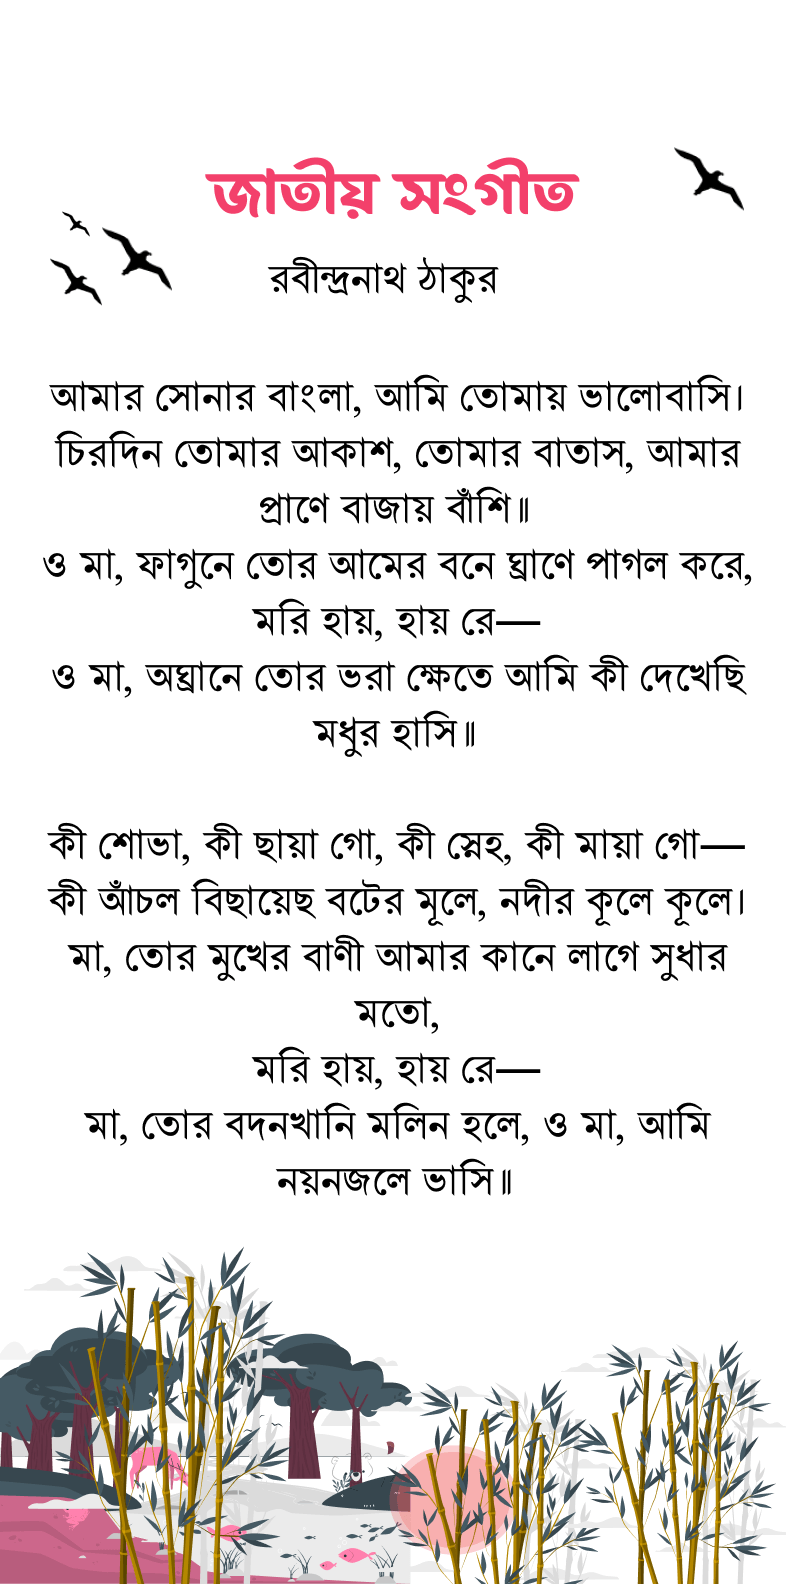 জাতীয় সংগীত
রবীন্দ্রনাথ ঠাকুর
আমার সোনার বাংলা, আমি তোমায় ভালোবাসি।
চিরদিন তোমার আকাশ, তোমার বাতাস, আমার
প্রাণে বাজায় বাঁশি॥
ও মা, ফাগুনে তোর আমের বনে ঘ্রাণে পাগল করে,
মরি হায়, হায় রে—
ও মা, অঘ্রানে তোর ভরা ক্ষেতে আমি কী দেখেছি
মধুর হাসি॥
কী শোভা, কী ছায়া গো, কী স্নেহ, কী মায়া গো—
কী আঁচল বিছায়েছ বটের মূলে, নদীর কূলে কূলে।
মা, তোর মুখের বাণী আমার কানে লাগে সুধার
মতো,
মরি হায়, হায় রে—
মা, তোর বদনখানি মলিন হলে, ও মা, আমি
নয়নজলে ভাসি॥